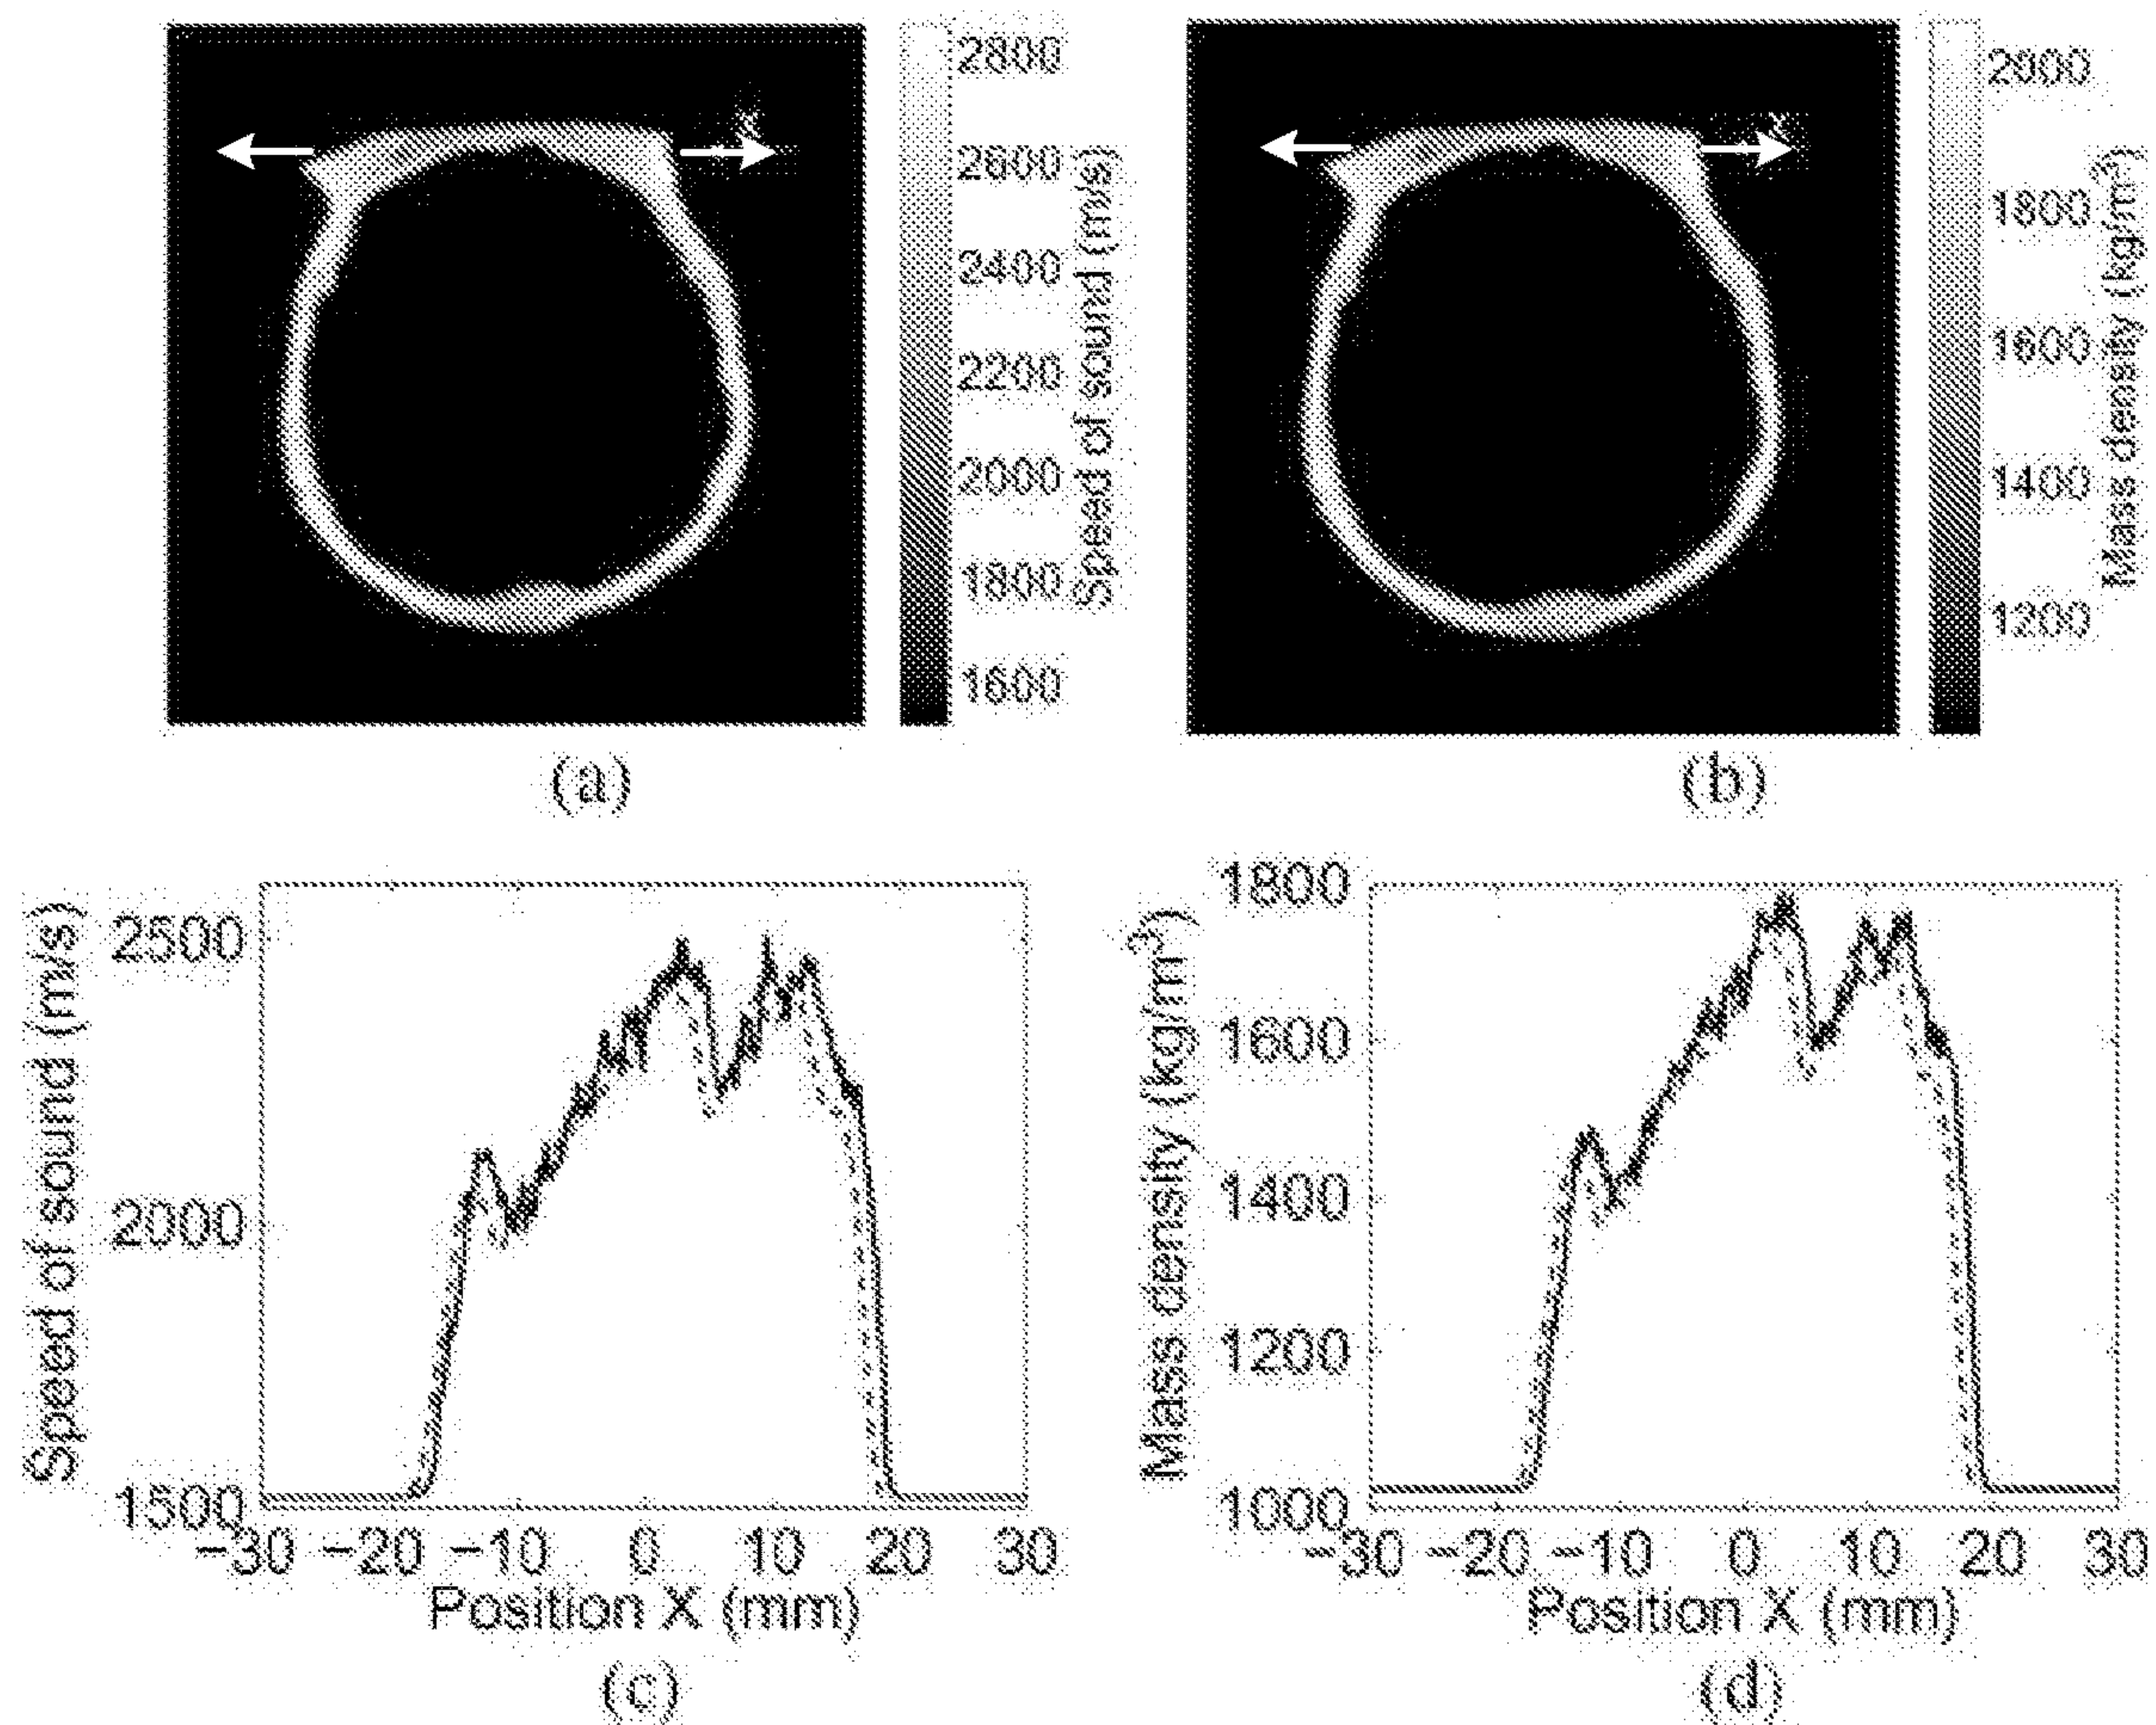 2800
2600
2400
2200
2000
1800
1600
Speed of sound (m/s)
(a)
X
2000
1800
1600
1400
1200
Mass density (kg/m³)
(b)
2500
2000
1500
Speed of sound (m/s)
−30 −20 −10 0 10 20 30
Position X (mm)
(c)
1800
1600
1400
1200
1000
Mass density (kg/m³)
−30 −20 −10 0 10 20 30
Position X (mm)
(d)